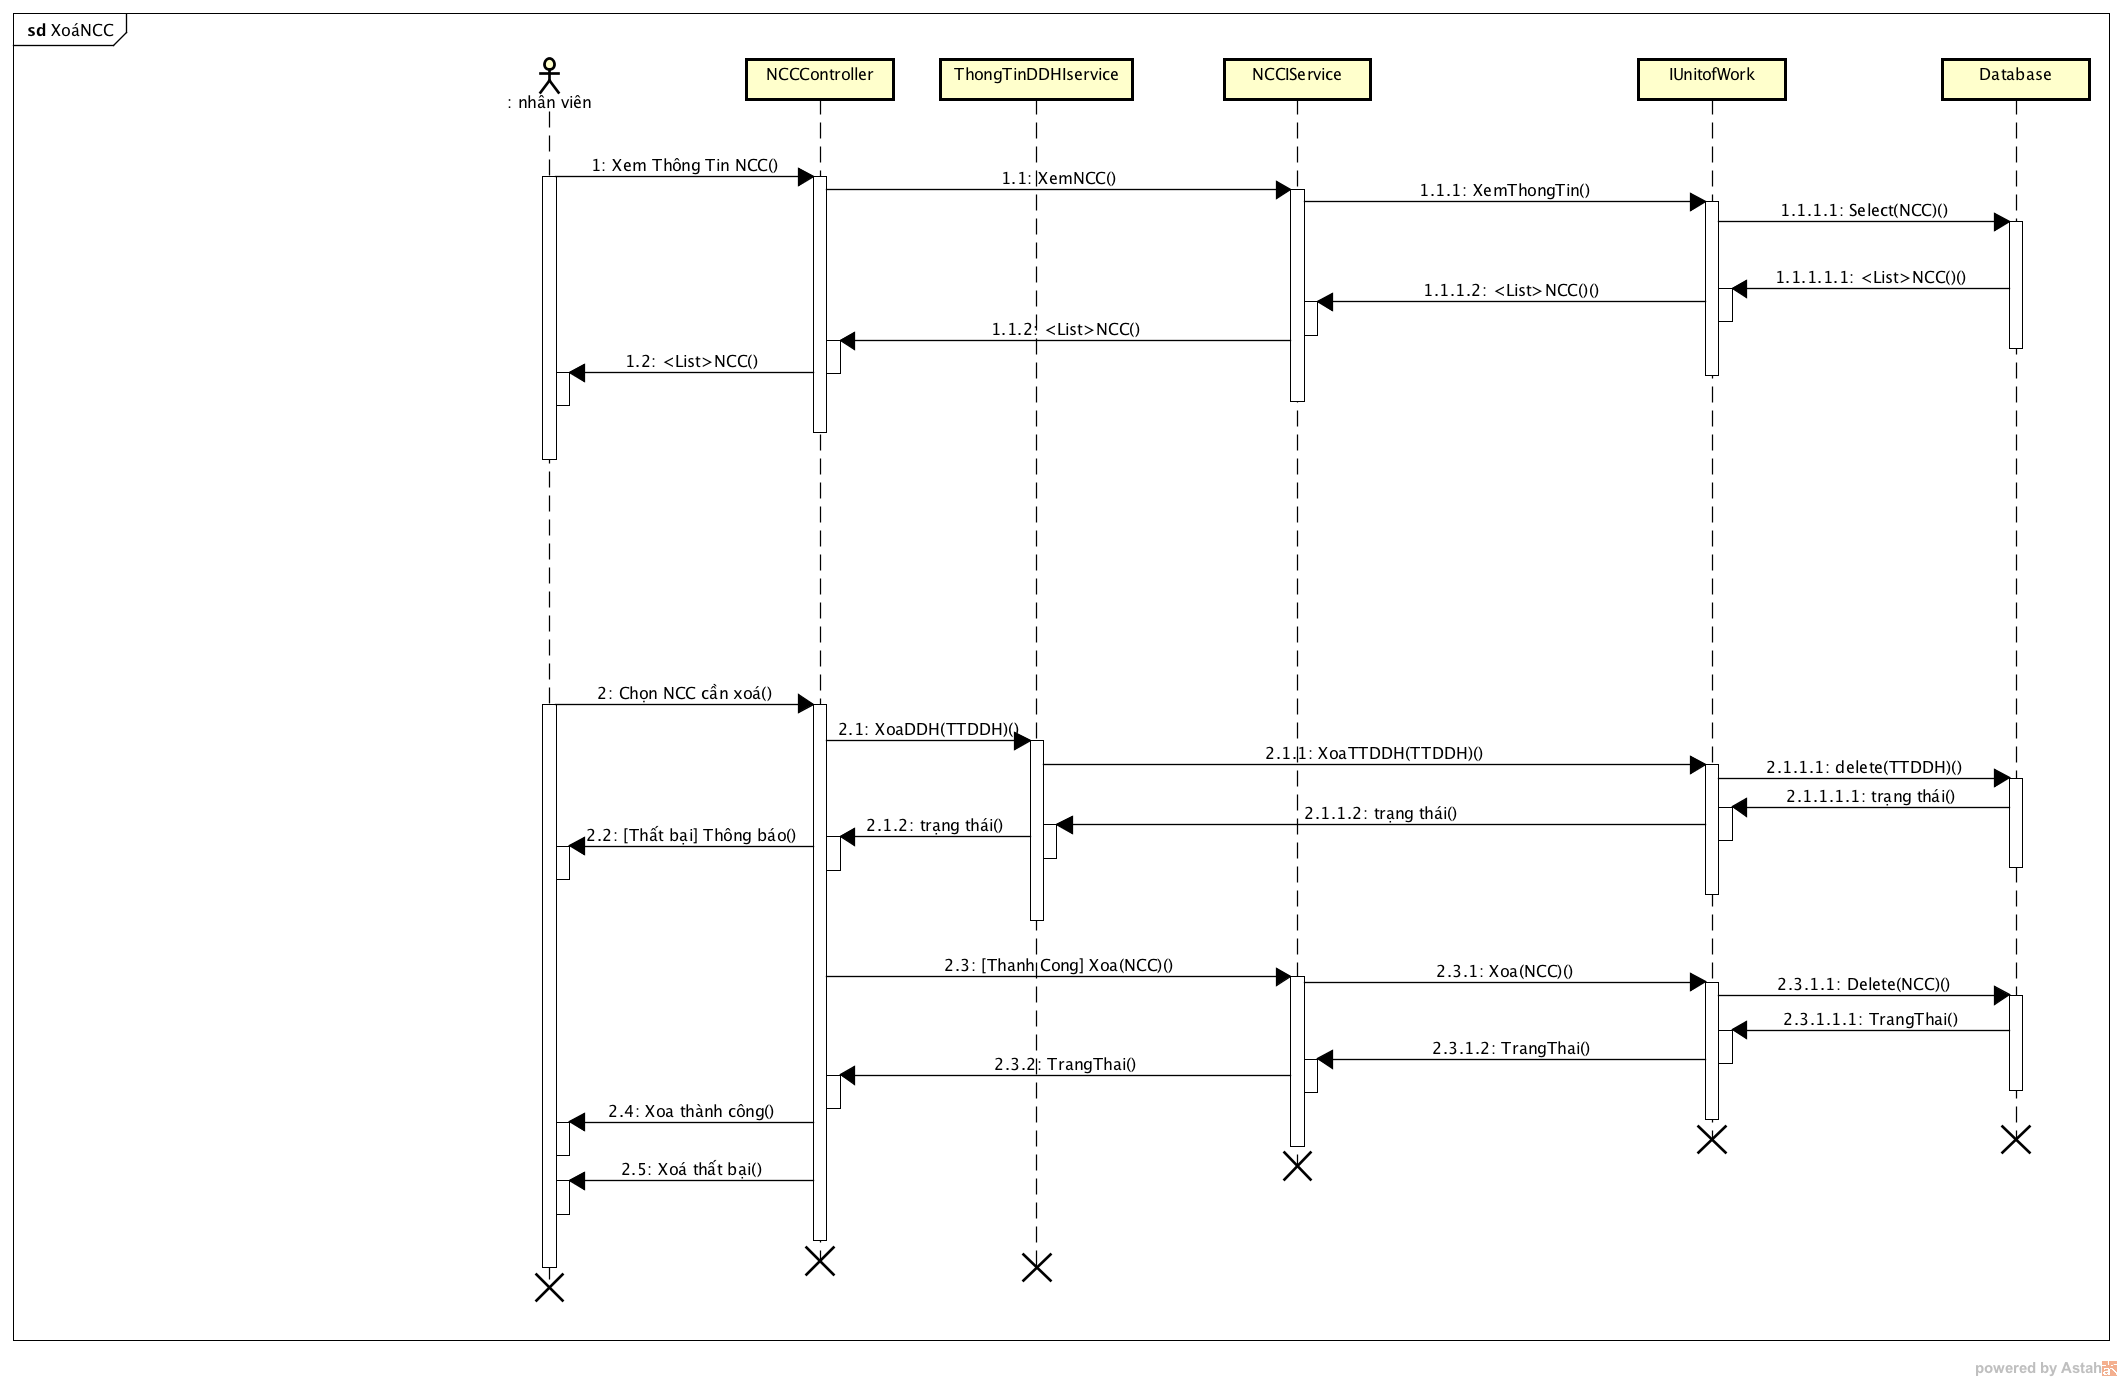 sd XoáNCC
: nhân viên
NCCController
ThongTinDDHIservice
NCCIService
IUnitofWork
Database
1: Xem Thông Tin NCC()
1.1: XemNCC()
1.1.1: XemThongTin()
1.1.1.1: Select(NCC)()
1.1.1.1.1: <List>NCC()()
1.1.1.2: <List>NCC()()
1.1.2: <List>NCC()
1.2: <List>NCC()
2: Chọn NCC cần xoá()
2.1: XoaDDH(TTDDH)()
2.1.1: XoaTTDDH(TTDDH)()
2.1.1.1: delete(TTDDH)()
2.1.1.1.1: trạng thái()
2.1.1.2: trạng thái()
2.1.2: trạng thái()
2.2: [Thất bại] Thông báo()
2.3: [Thanh Cong] Xoa(NCC)()
2.3.1: Xoa(NCC)()
2.3.1.1: Delete(NCC)()
2.3.1.1.1: TrangThai()
2.3.1.2: TrangThai()
2.3.2: TrangThai()
2.4: Xoa thành công()
2.5: Xoá thất bại()
powered by Astah